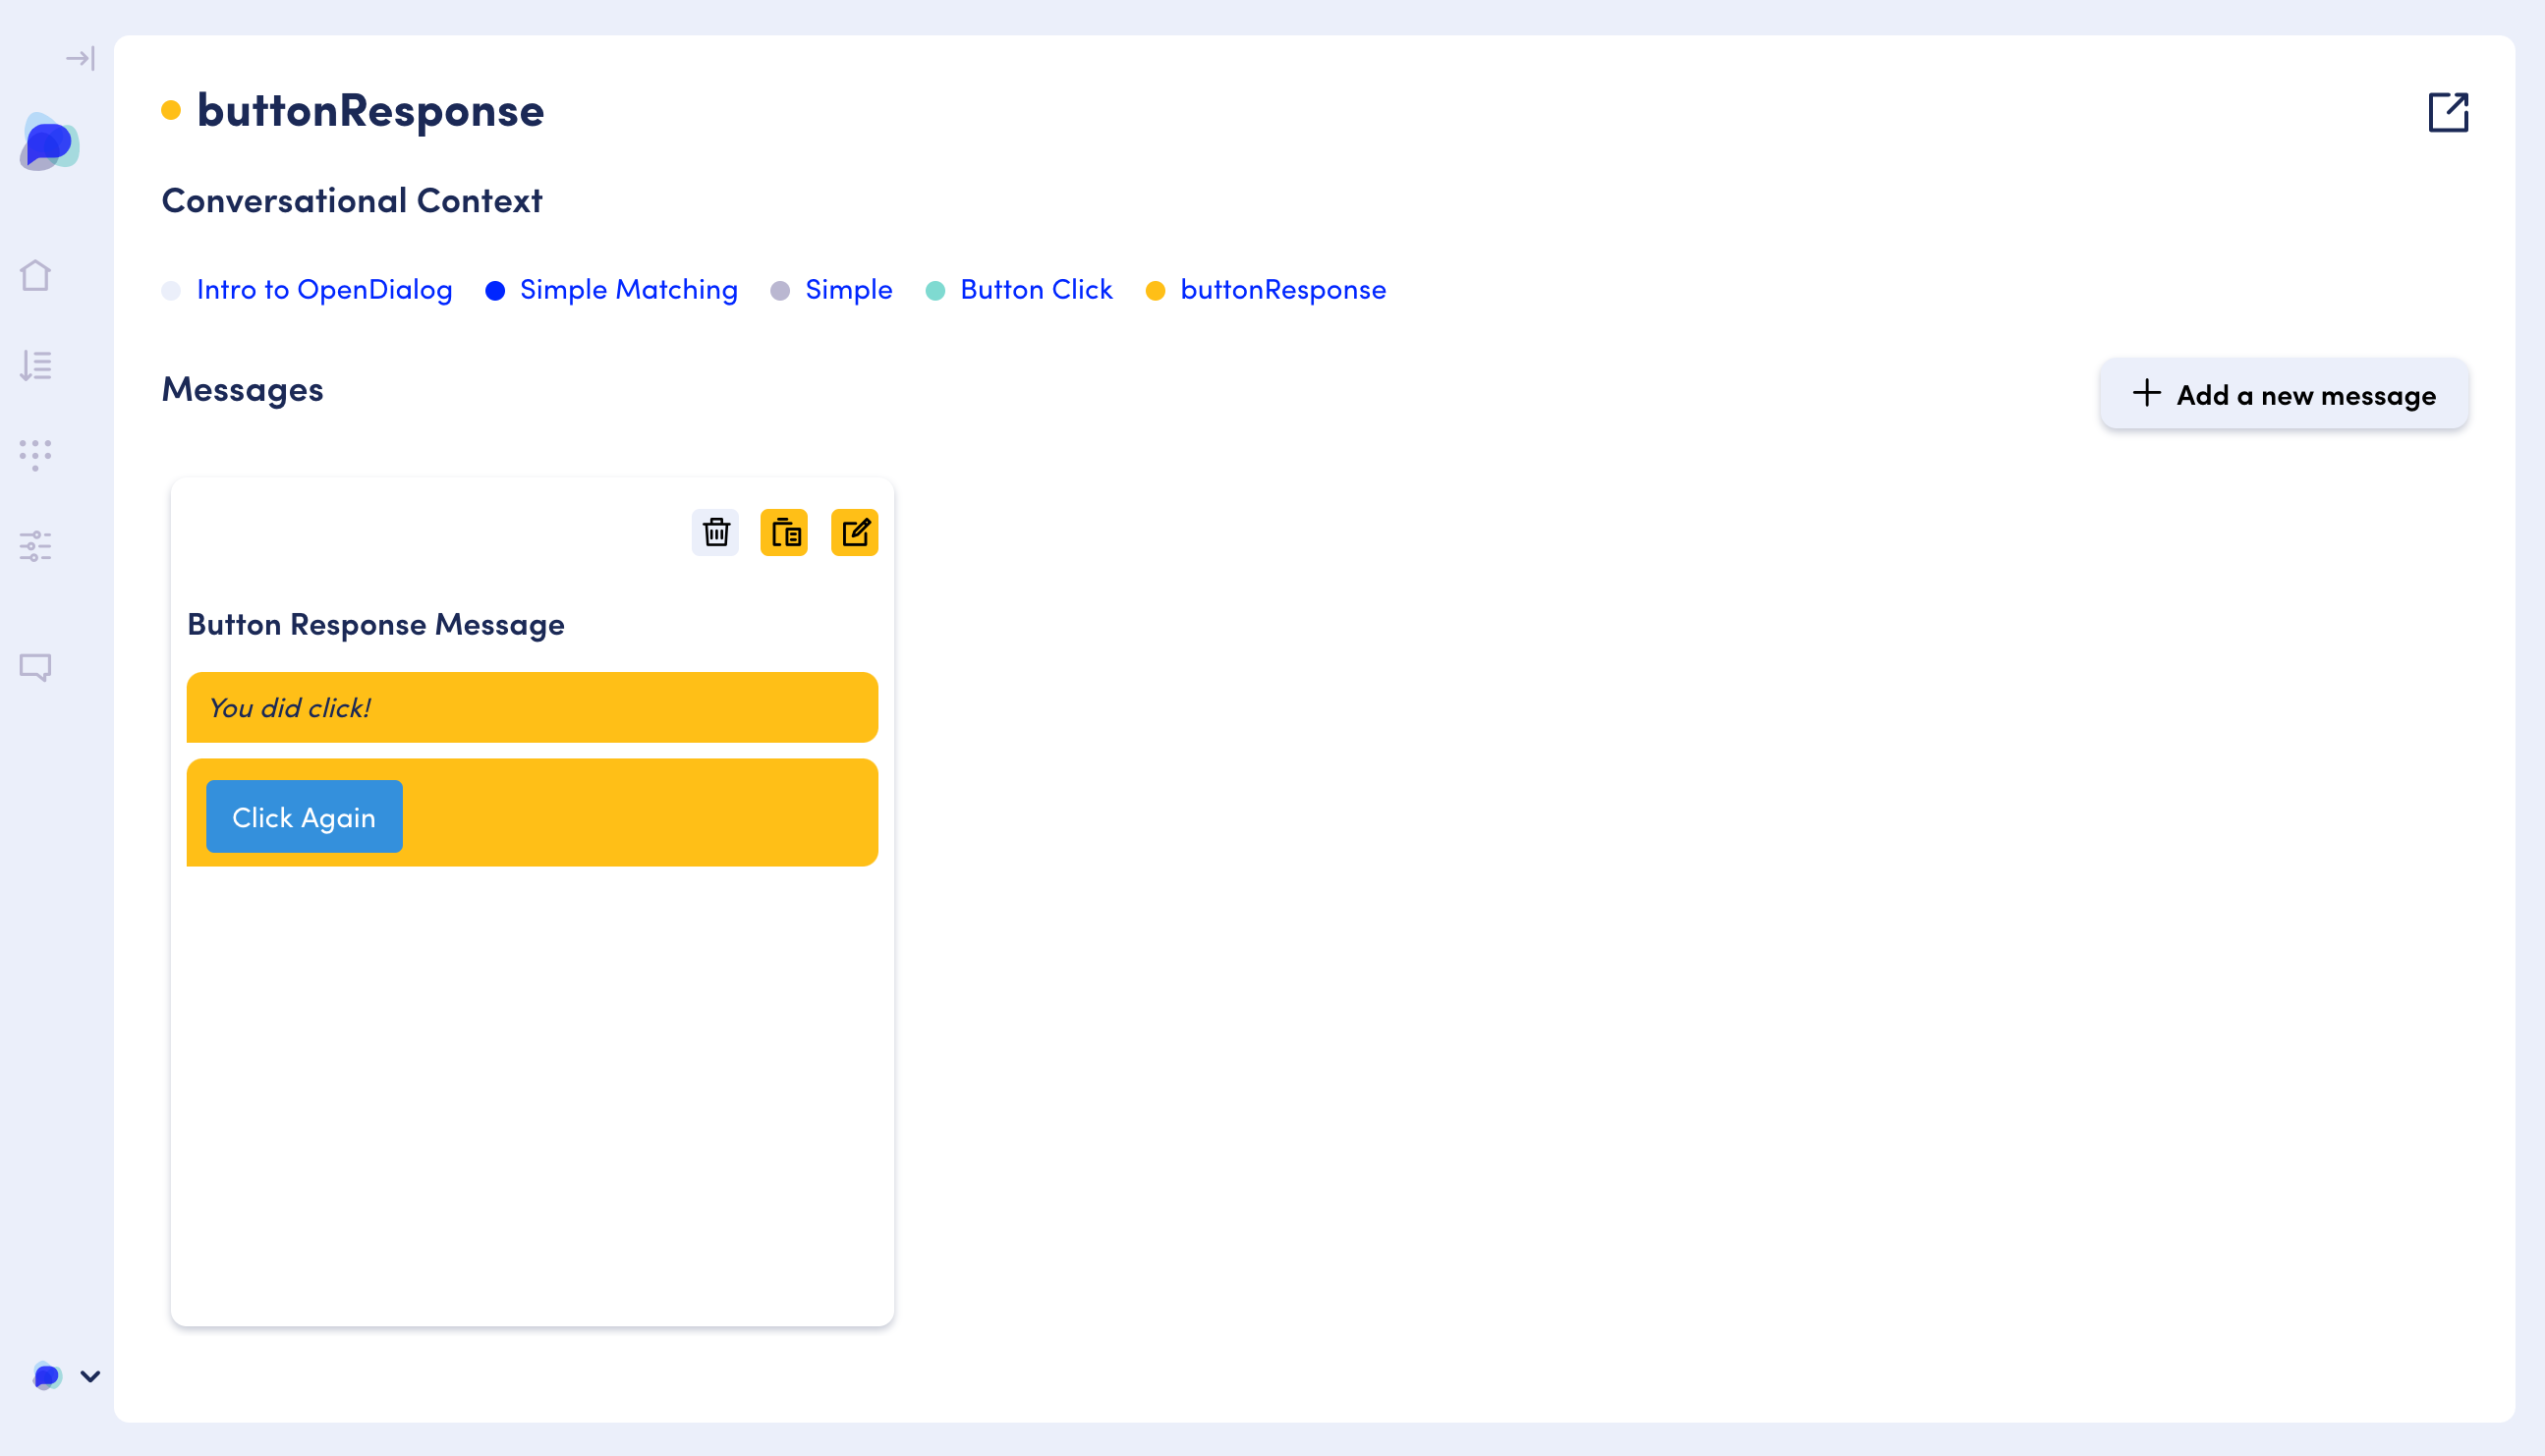 buttonResponse
Conversational Context
Intro to OpenDialog Simple Matching Simple Button Click buttonResponse
Messages
Add a new message
Button Response Message
You did click!
Click Again